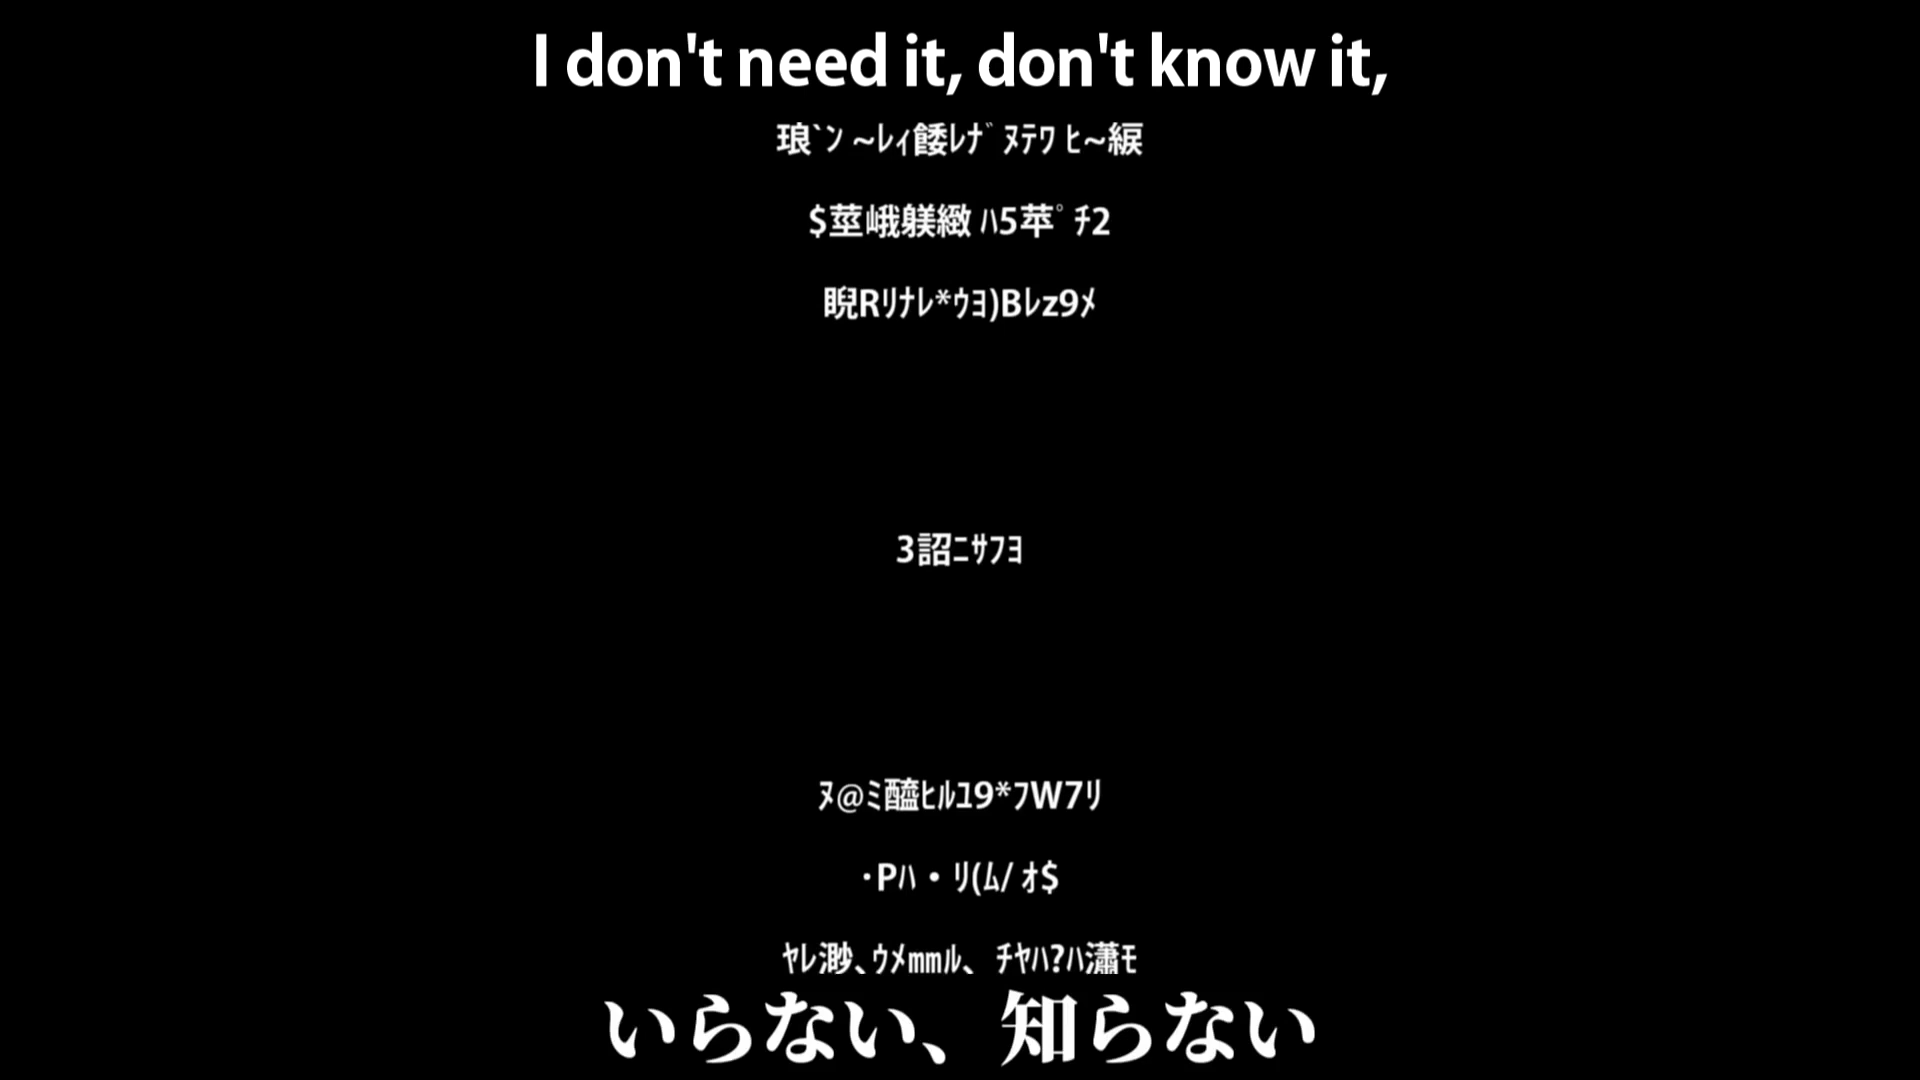 I don't need it, don't know it,
琅`ﾝ ~ﾚｨ餧ﾚﾅﾞ ﾇﾃﾜ ﾋ~緱
$莖峨躾緻 ﾊ5苹ﾟ ﾁ2
睨Rﾘﾅﾚ*ｳﾖ)Bﾚz9ﾒ
3詔ﾆｻﾌﾖ
ﾇ@ﾐ醯ﾋﾙﾕ9*ﾌW7ﾘ
･Pﾊ • ﾘ(ﾑ/ ｵ$
ﾔﾚ渺､ｳﾒmmﾙ､ ﾁﾔﾊ?ﾊ瀟ﾓ
いらない、知らない